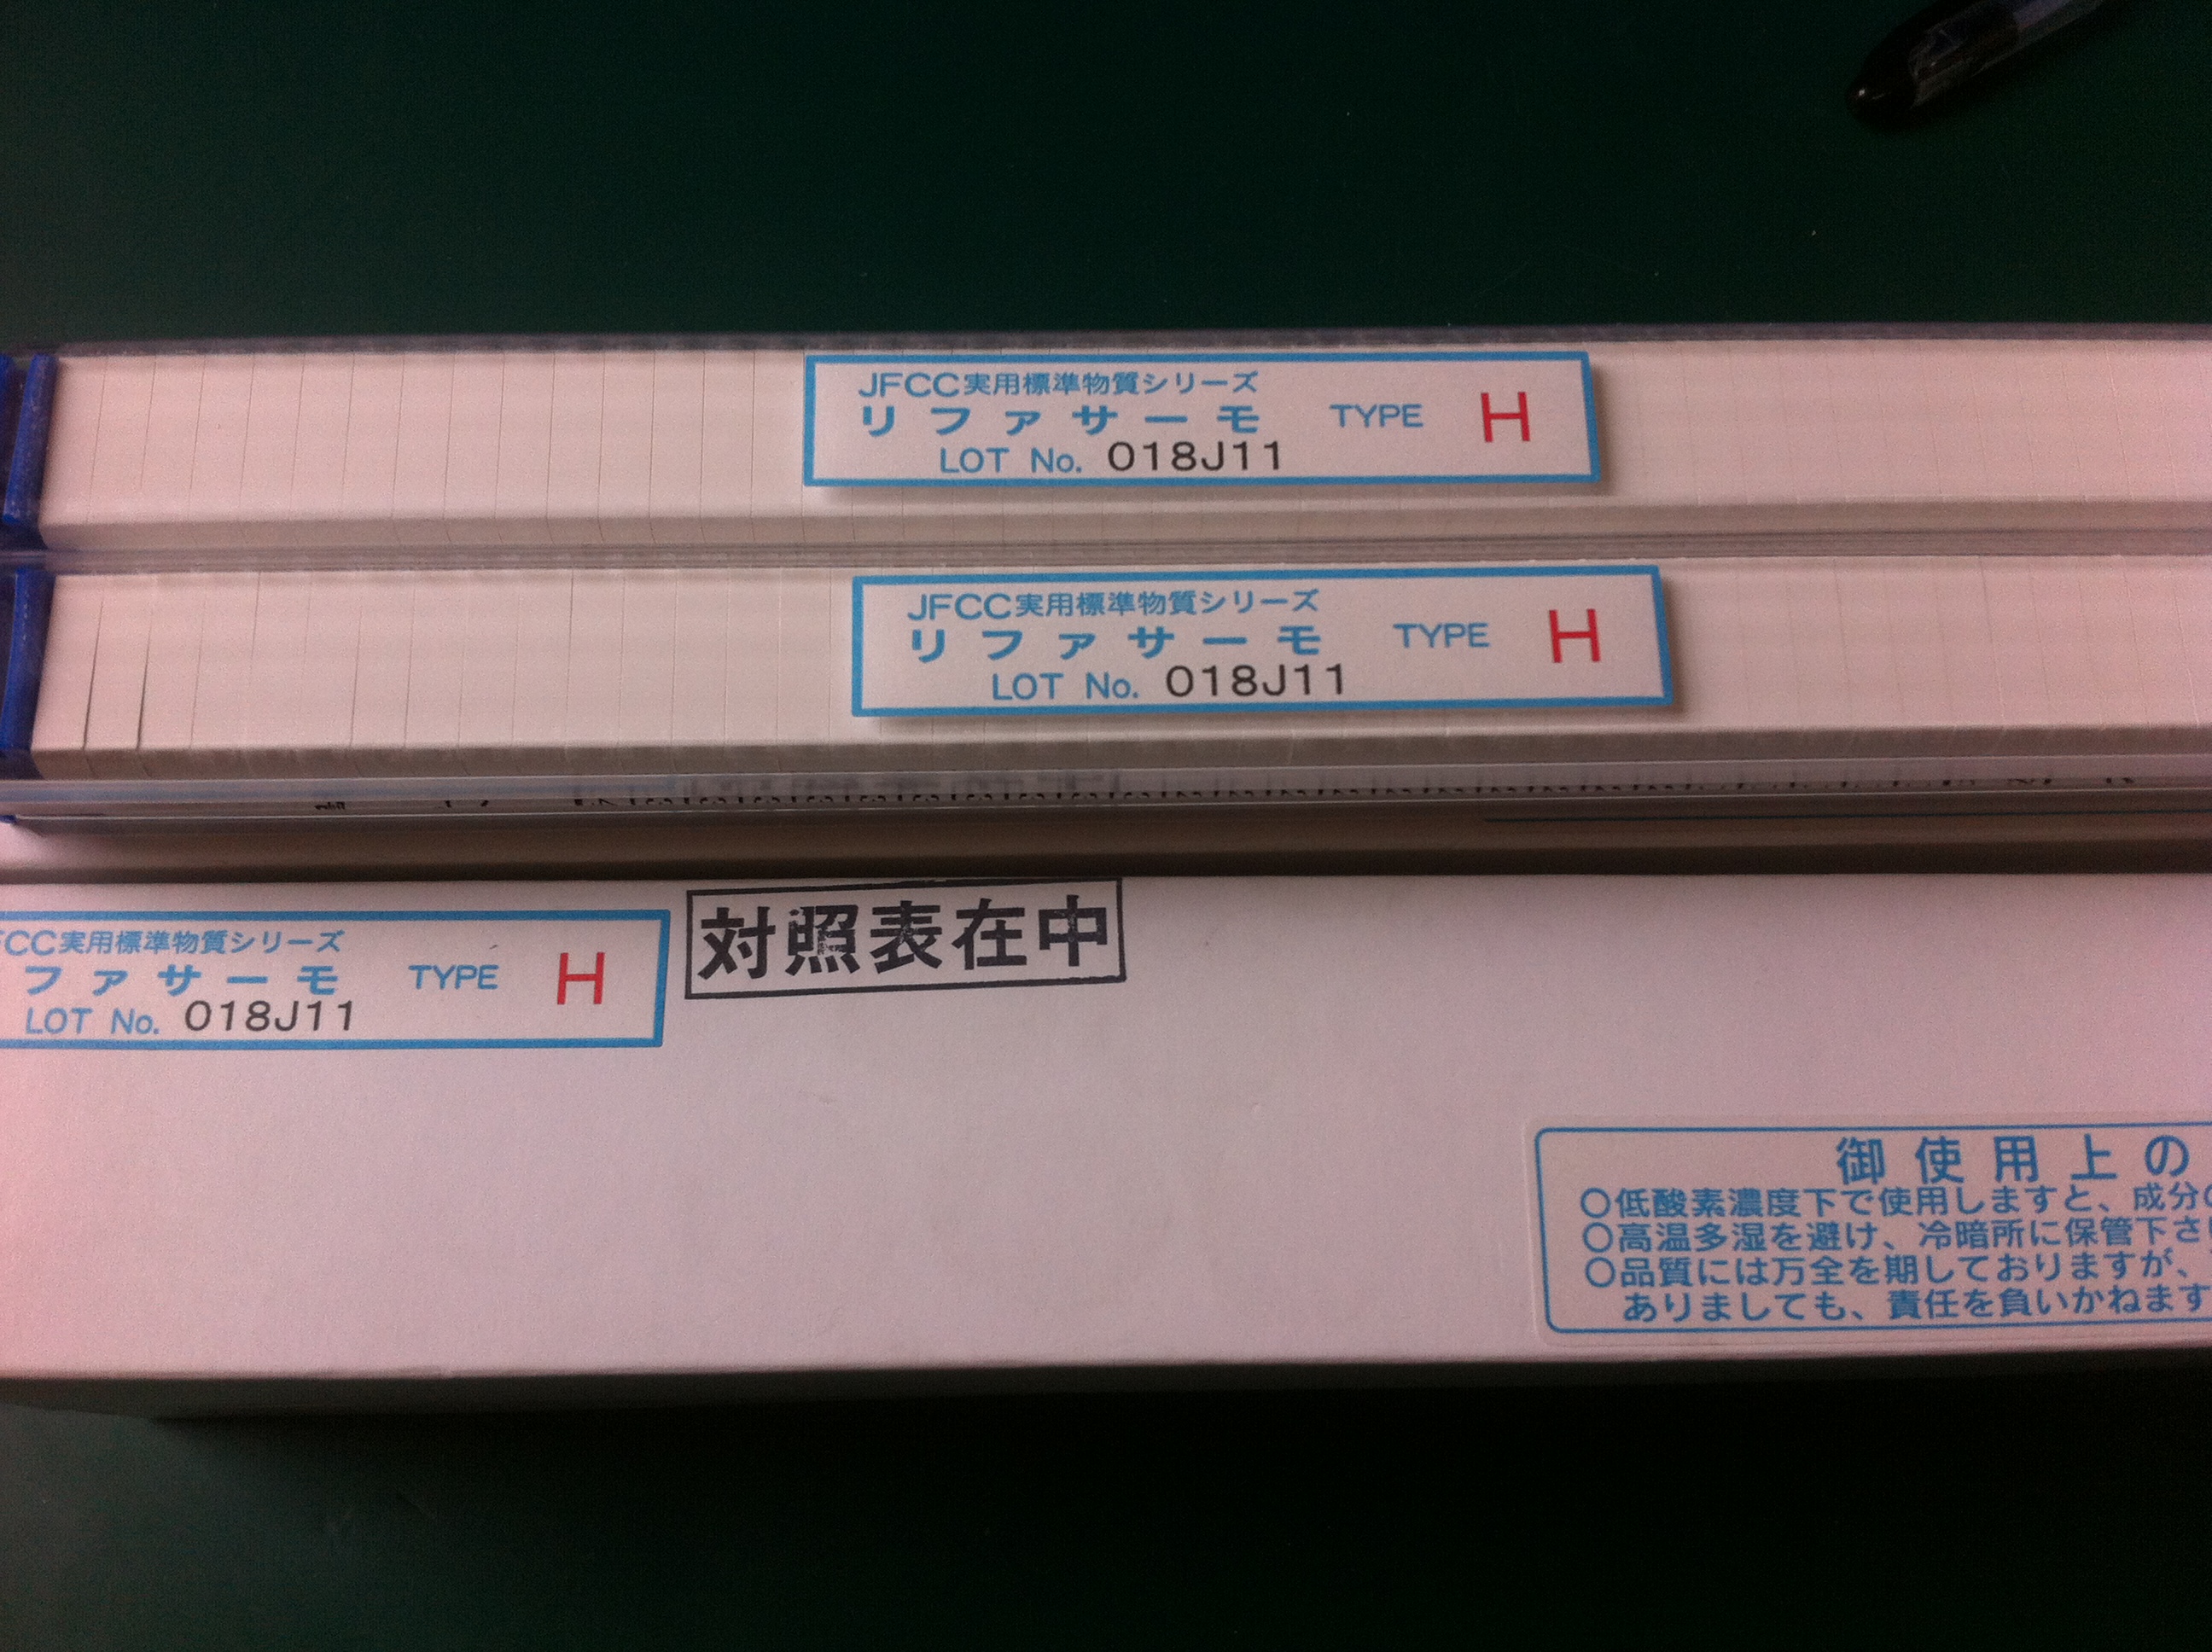 JFCC実用標準物質シリーズ
リファサーモ TYPE H
LOT No. 018J11
JFCC実用標準物質シリーズ
リファサーモ TYPE H
LOT No. 018J11
FCC実用標準物質シリーズ
ファサーモ TYPE H
LOT No. 018J11
対照表在中
御使用上の
○低酸素濃度下で使用しますと、成分
○高温多湿を避け、冷暗所に保管下さ
○品質には万全を期しておりますが、
ありましても、責任を負いかねます